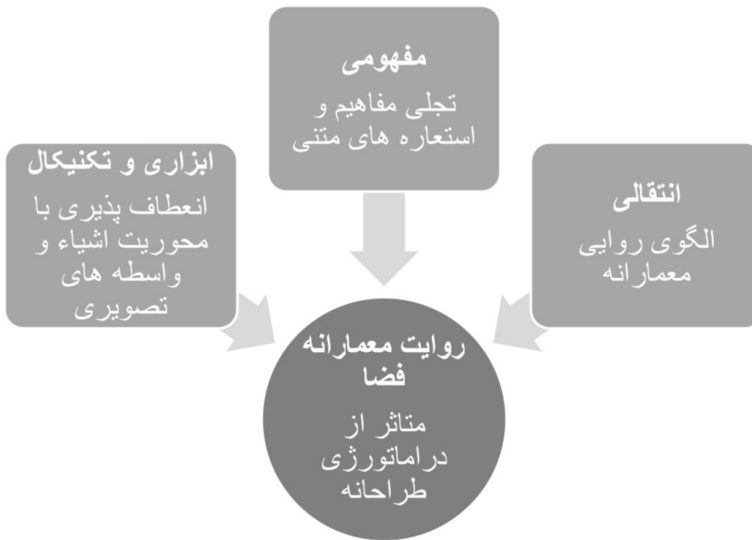 مفهومی
تجلی مفاهیم و
استعاره های متنی
انتقالی
الگوی روایی
معمارانه
ابزاری و تکنیکال
انعطاف پذیری با
محوریت اشیاء و
واسطه های
تصویری
روایت معمارانه
فضا
متاثر از
دراماتورژی
طراحانه